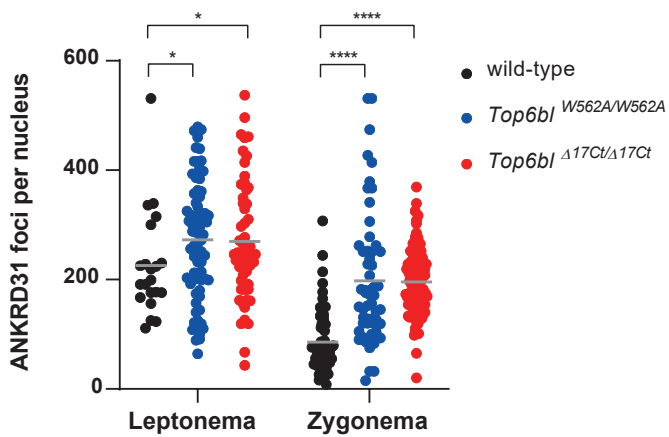 * ****
* ****
600
400
200
0
ANKRD31 foci per nucleus
Leptonema Zygonema
wild-type
Top6bl W562A/W562A
Top6bl Δ17Ct/Δ17Ct